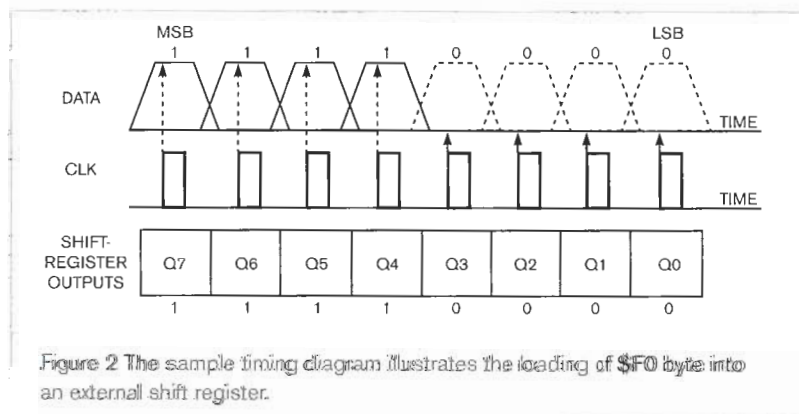 MSB LSB
1 1 1 1 0 0 0 0
DATA
TIME
CLK
TIME
SHIFT-
REGISTER
OUTPUTS
Q7 Q6 Q5 Q4 Q3 Q2 Q1 Q0
1 1 1 1 0 0 0 0
Figure 2 The sample timing diagram illustrates the loading of $F0 byte into
an external shift register.